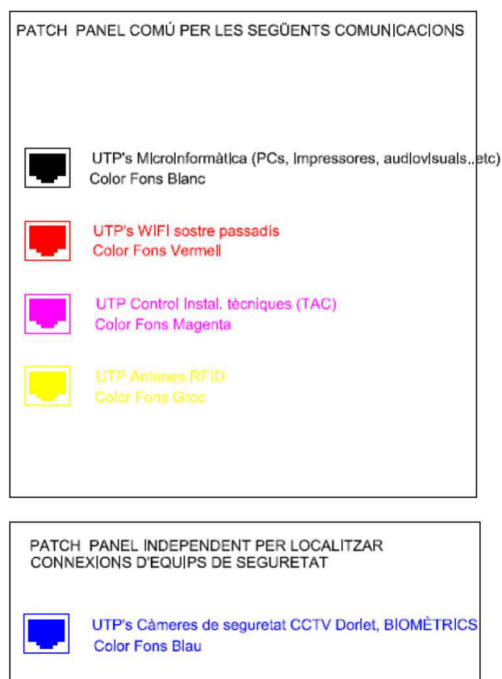 PATCH PANEL COMÚ PER LES SEGÜENTS COMUNICACIONS
UTP's MicroInformàtica (PCs, Impressores, audiovisuals..etc)
Color Fons Blanc
UTP's WIFI sostre passadís
Color Fons Vermell
UTP Control Instal. tècniques (TAC)
Color Fons Magenta
UTP Antenes RFID
Color Fons Groc
PATCH PANEL INDEPENDENT PER LOCALITZAR
CONNEXIONS D'EQUIPS DE SEGURETAT
UTP's Càmeres de seguretat CCTV Dorlet, BIOMÈTRICS
Color Fons Blau